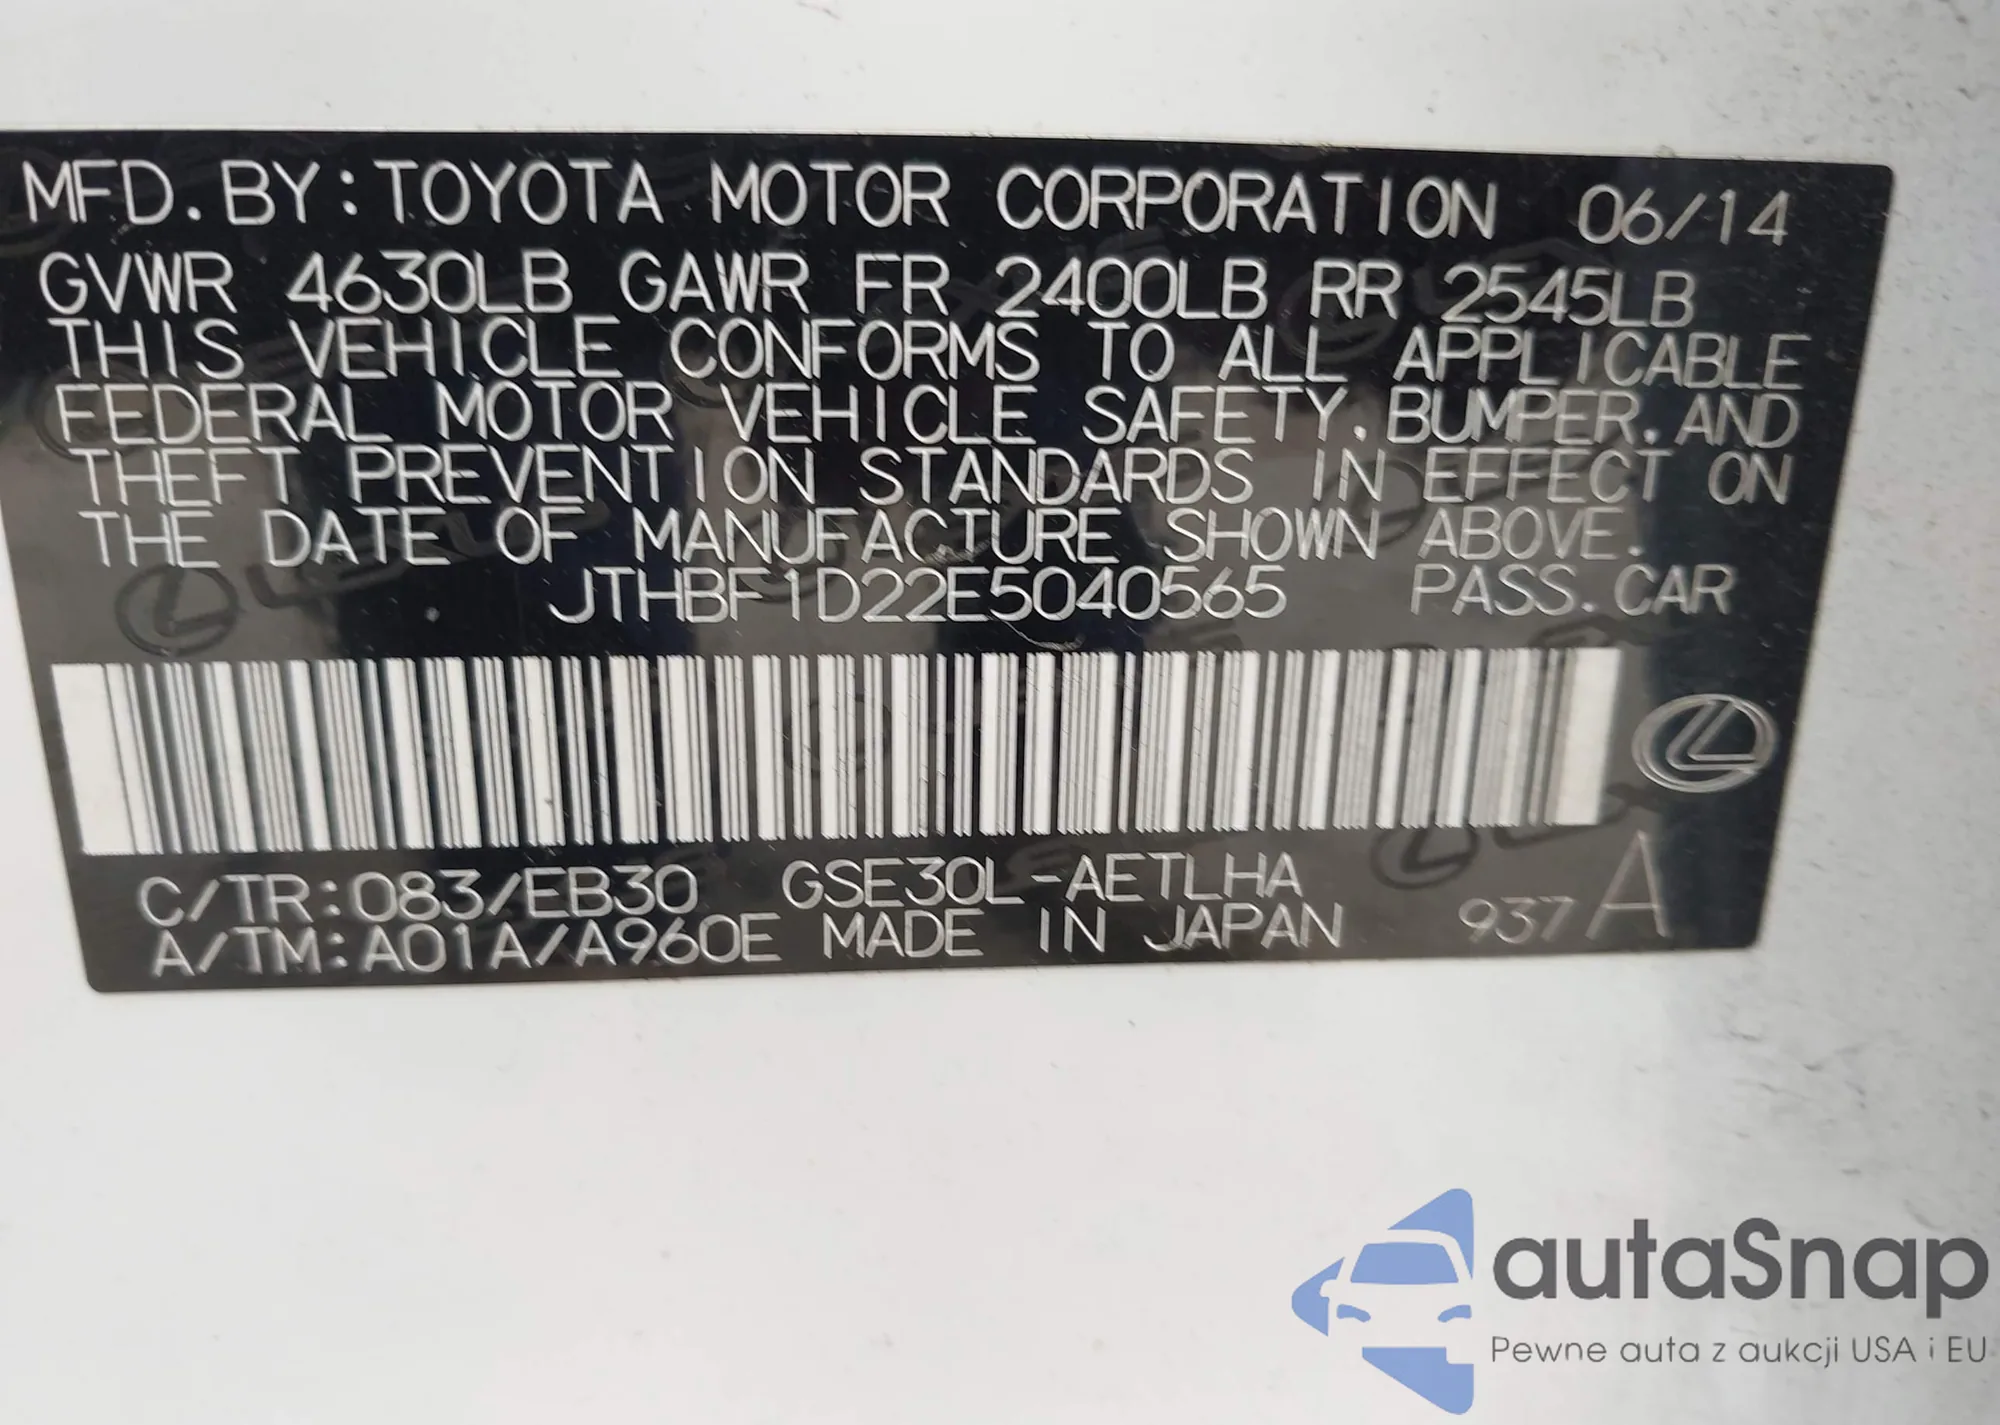 MFD.BY:TOYOTA MOTOR CORPORATION 06/14
GVWR 4630LB GAWR FR 2400LB RR 2545LB
THIS VEHICLE CONFORMS TO ALL APPLICABLE
FEDERAL MOTOR VEHICLE SAFETY.BUMPER.AND
THEFT PREVENTION STANDARDS IN EFFECT ON
THE DATE OF MANUFACTURE SHOWN ABOVE.
JTHBF1D22E5040565 PASS.CAR
C/TR:083/EB30 GSE30L-AETLHA
A/TM:A01A/A960E MADE IN JAPAN 937A
autaSnap
Pewne auta z aukcji USA i EU